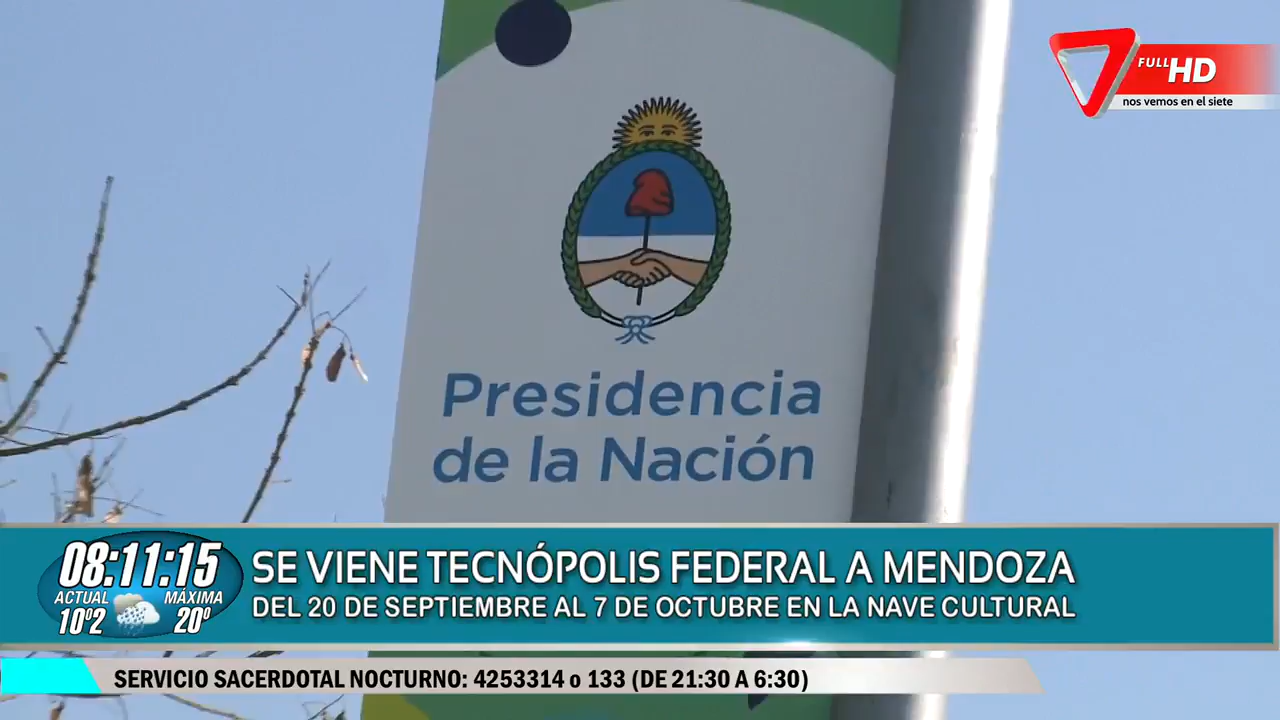 7 FULL HD
nos vemos en el siete
Presidencia
de la Nación
08:11:15
ACTUAL MÁXIMA
10º2 20º
SE VIENE TECNÓPOLIS FEDERAL A MENDOZA
DEL 20 DE SEPTIEMBRE AL 7 DE OCTUBRE EN LA NAVE CULTURAL
SERVICIO SACERDOTAL NOCTURNO: 4253314 o 133 (DE 21:30 A 6:30)